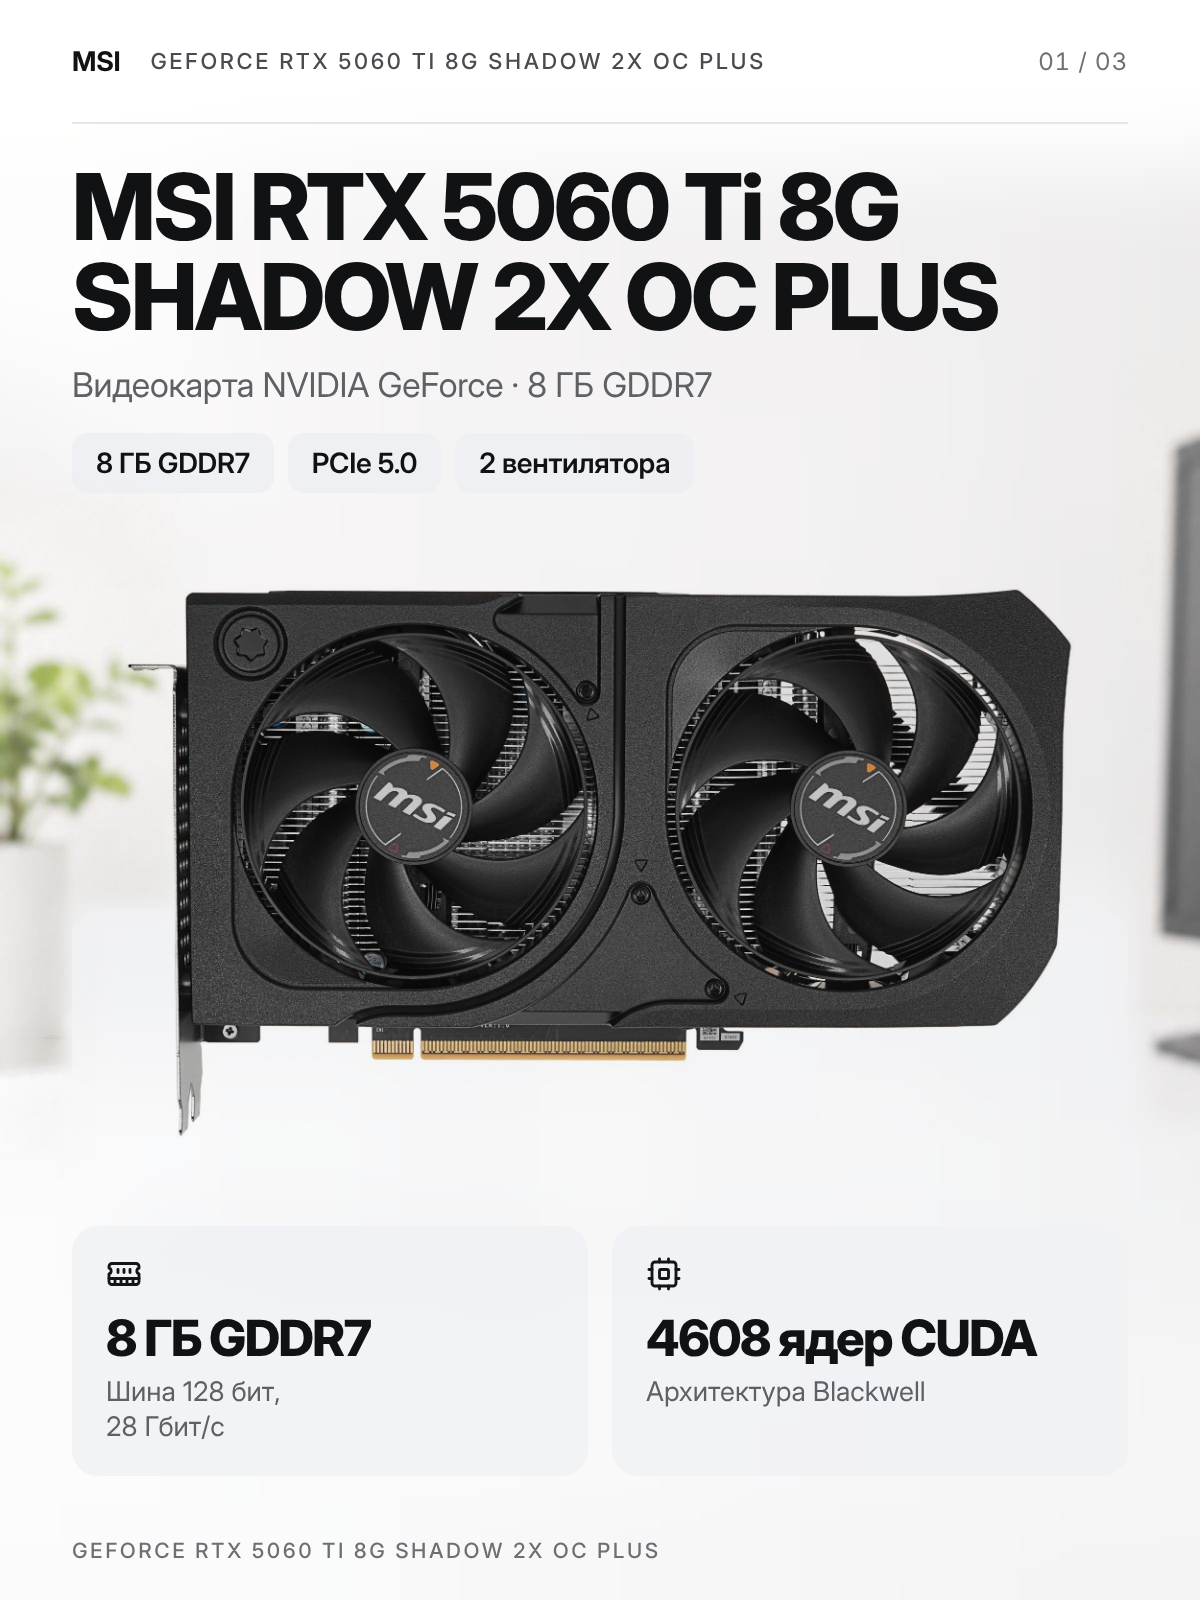 MSI GEFORCE RTX 5060 TI 8G SHADOW 2X OC PLUS 01 / 03
MSI RTX 5060 Ti 8G
SHADOW 2X OC PLUS
Видеокарта NVIDIA GeForce · 8 ГБ GDDR7
8 ГБ GDDR7 PCIe 5.0 2 вентилятора
msi msi
8 ГБ GDDR7
Шина 128 бит,
28 Гбит/с
4608 ядер CUDA
Архитектура Blackwell
GEFORCE RTX 5060 TI 8G SHADOW 2X OC PLUS